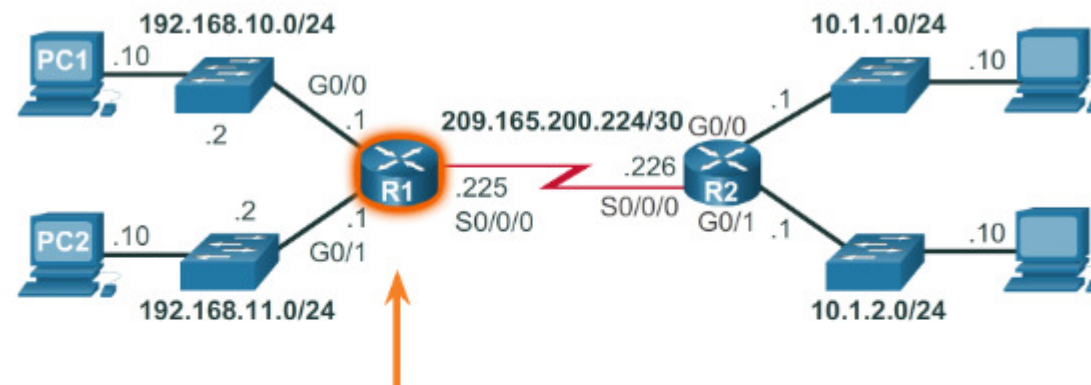 192.168.10.0/24
10.1.1.0/24
PC1
.10
.10
G0/0
.1
.2
209.165.200.224/30
G0/0
.1
R1
.225
.226
R2
S0/0/0
S0/0/0
G0/1
.1
.2
.1
PC2
.10
G0/1
.10
192.168.11.0/24
10.1.2.0/24